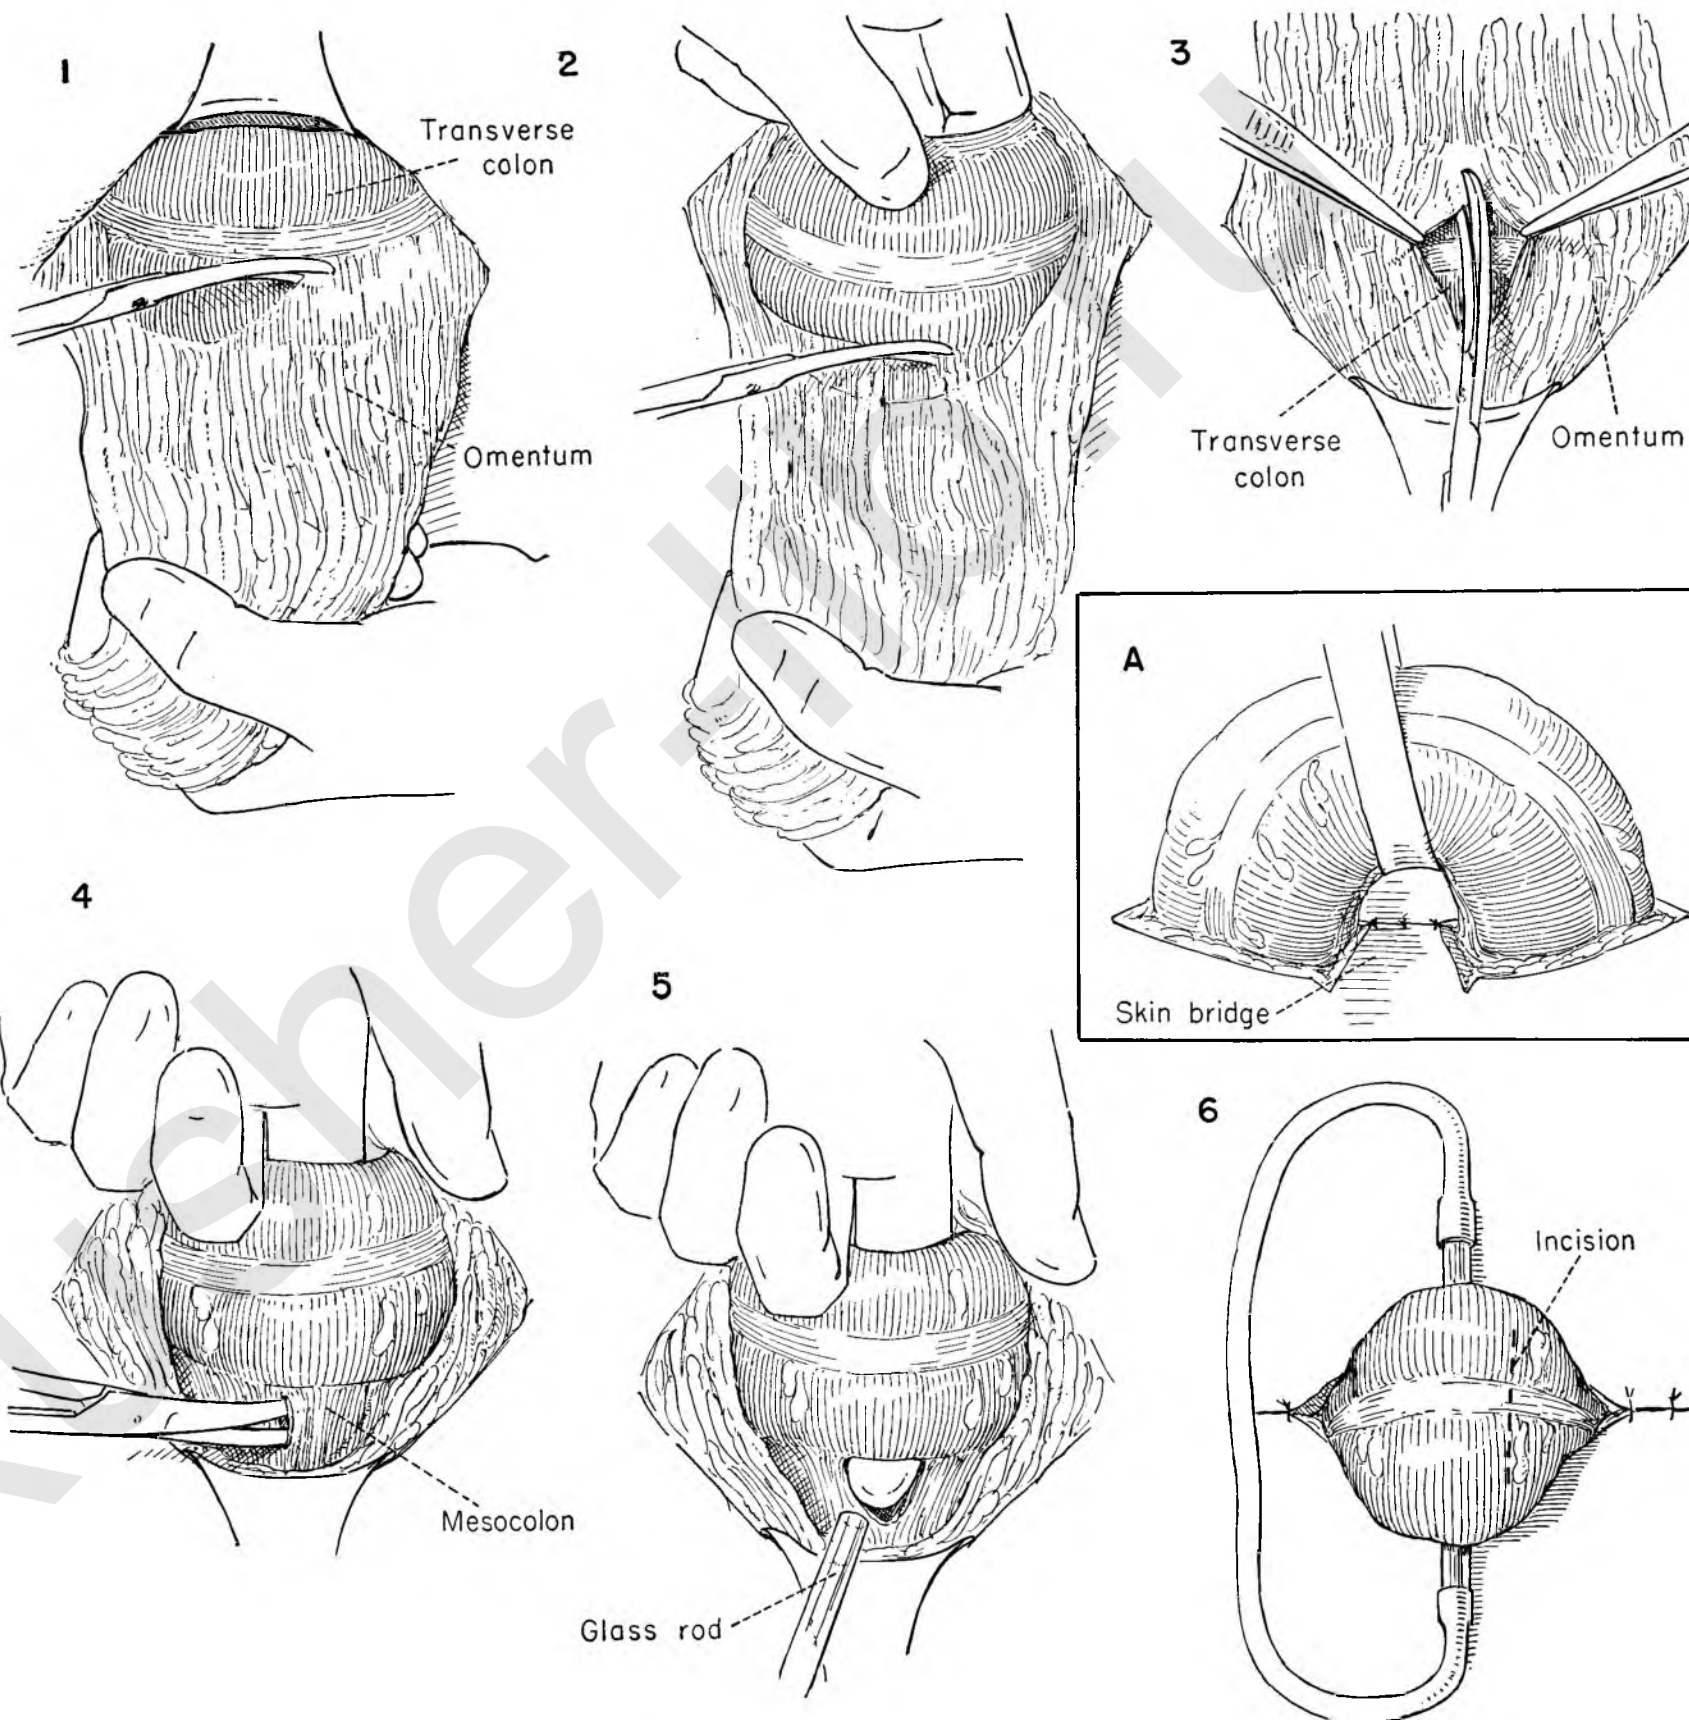 1
2
3
Transverse
colon
Omentum
Transverse
colon
Omentum
A
Skin bridge
4
5
6
Incision
Mesocolon
Glass rod